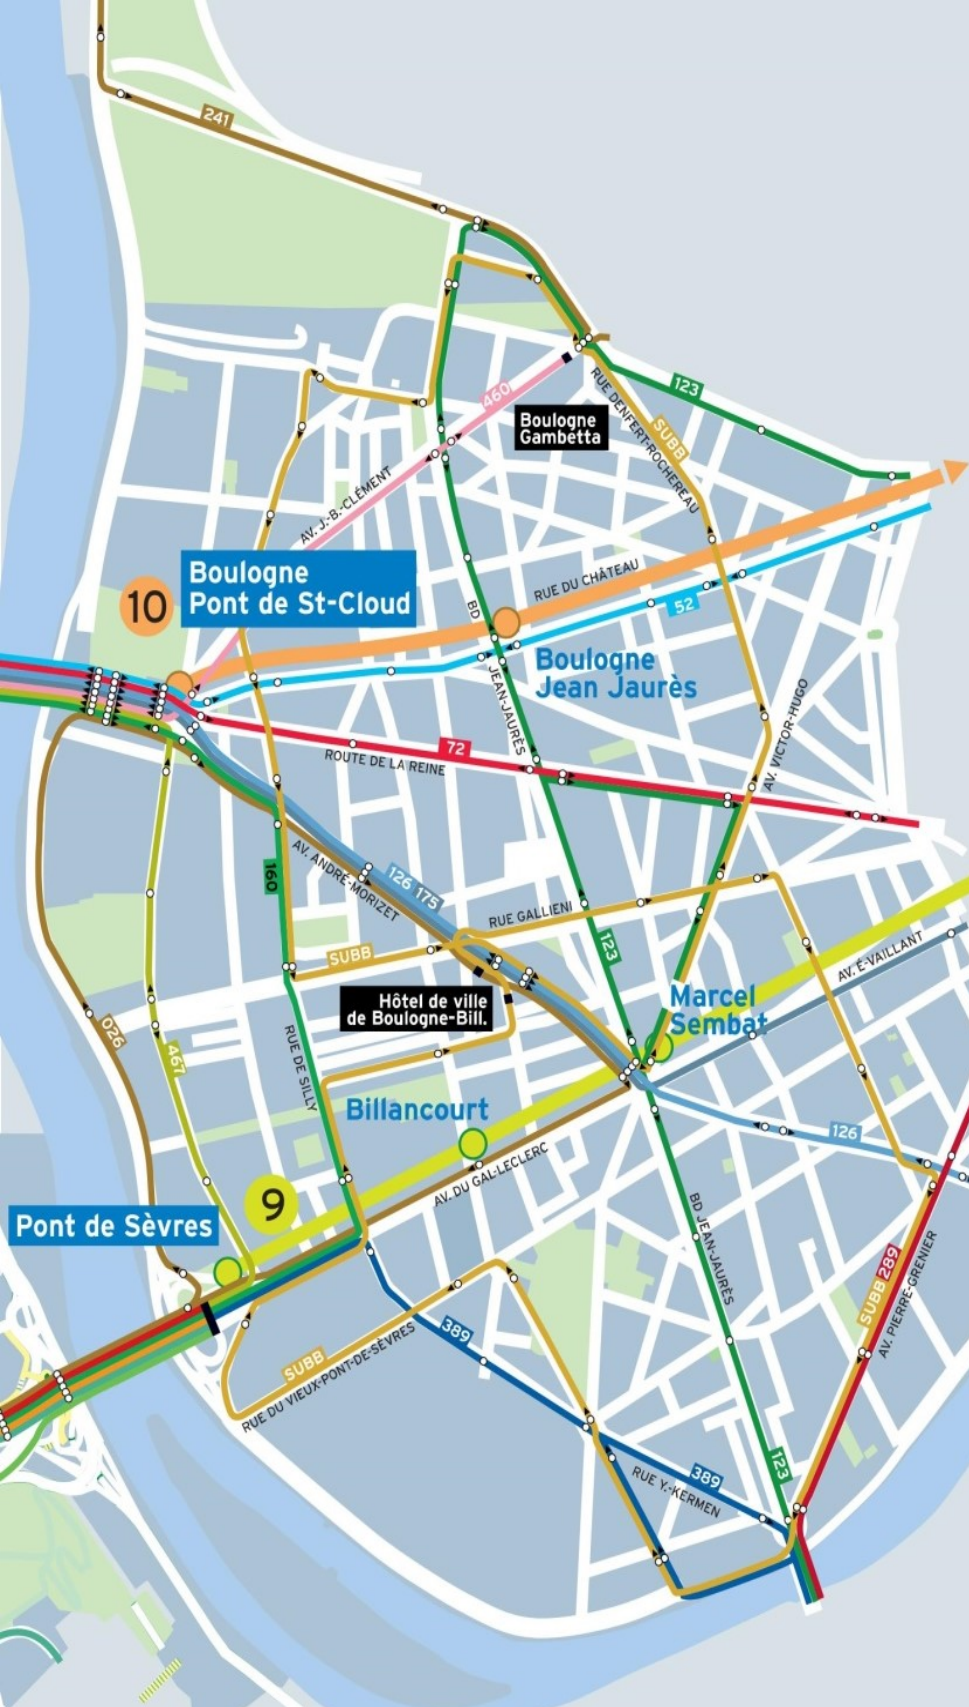 241
123
460
RUE DENFERT-ROCHEREAU
SUBB
Boulogne
Gambetta
AV. J.-B.-CLÉMENT
Boulogne
Pont de St-Cloud
10
RUE DU CHÂTEAU
52
BD
JEAN-JAURÈS
Boulogne
Jean Jaurès
AV. VICTOR-HUGO
72
ROUTE DE LA REINE
160
AV. ANDRÉ-MORIZET
126 175
RUE GALLIENI
SUBB
123
AV. É-VAILLANT
Hôtel de ville
de Boulogne-Bill.
Marcel
Sembat
026
467
RUE DE SILLY
Billancourt
126
9
AV. DU GAL-LECLERC
Pont de Sèvres
BD JEAN-JAURÈS
SUBB 289
AV. PIERRE-GRENIER
389
SUBB
RUE DU VIEUX-PONT-DE-SÈVRES
389
RUE Y.-KERMEN
123